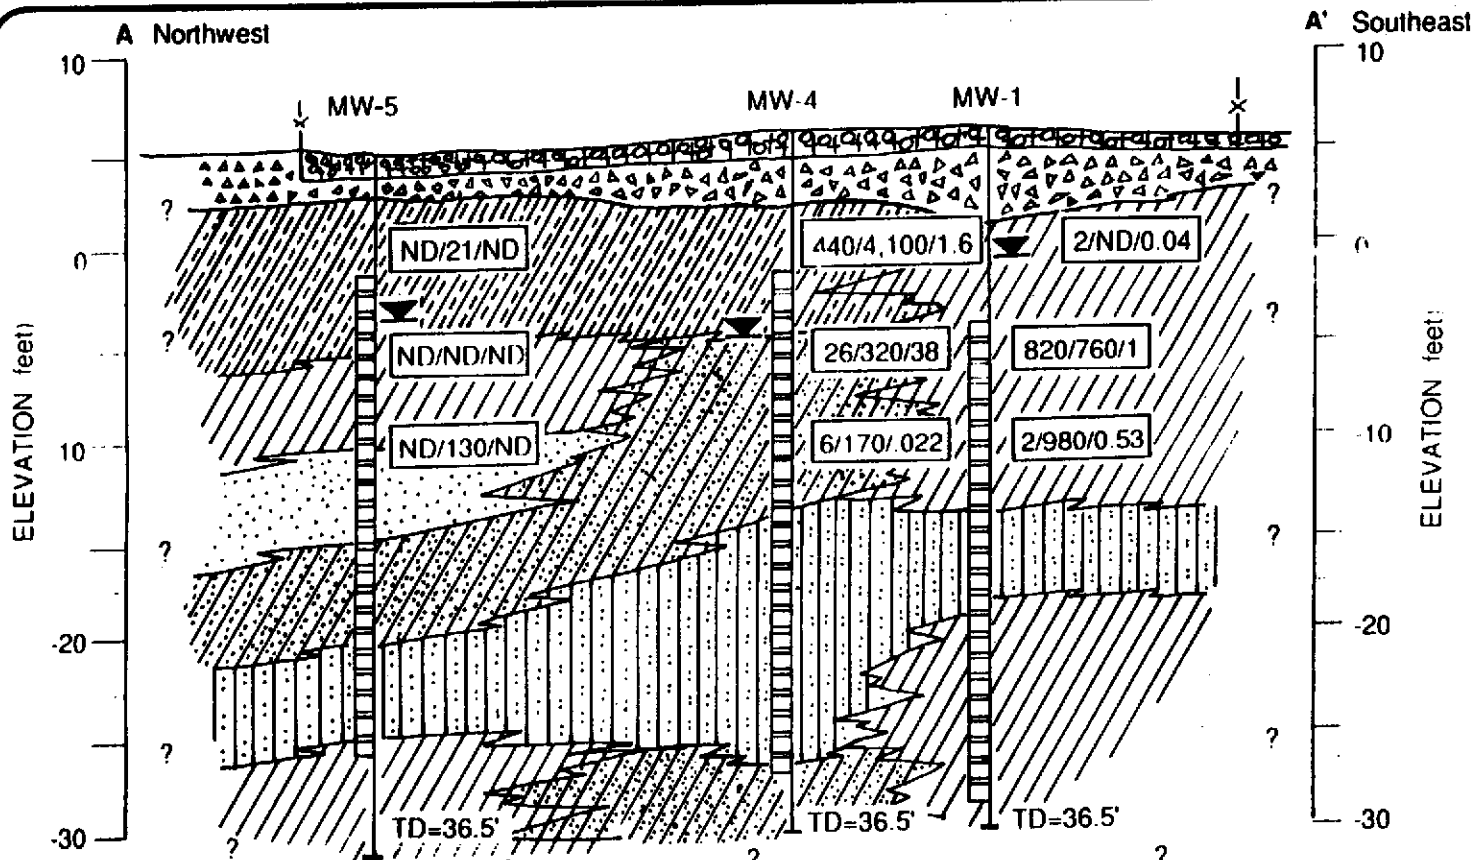 A Northwest
A' Southeast
10
10
MW-5
MW-4
MW-1
?
?
ND/21/ND
440/4,100/1.6
2/ND/0.04
0
0
?
?
ND/ND/ND
26/320/38
820/760/1
ELEVATION feet)
ELEVATION feet)
10
ND/130/ND
6/170/.022
2/980/0.53
-10
?
?
-20
-20
?
?
-30
TD=36.5'
TD=36.5'
TD=36.5'
-30
?
?
?